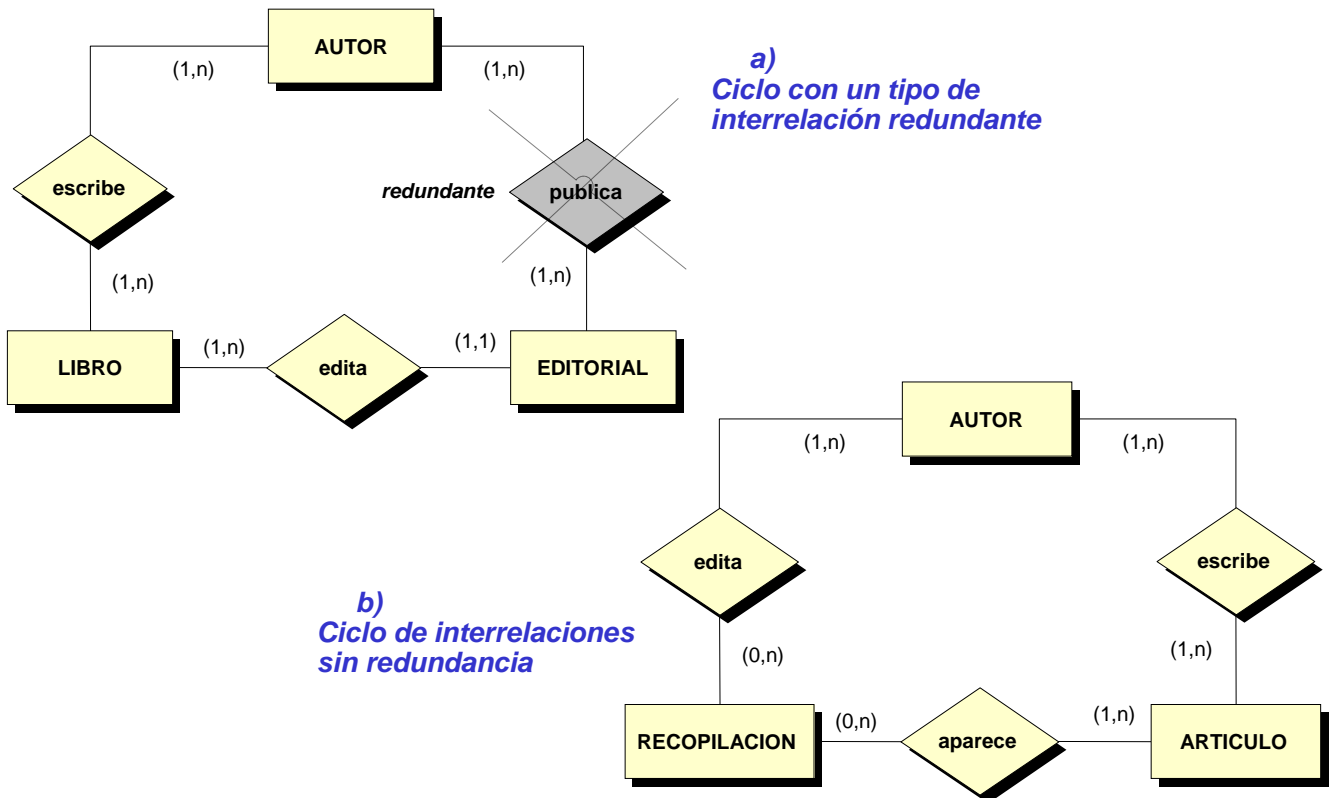 AUTOR
(1,n)
(1,n)
a)
Ciclo con un tipo de
interrelación redundante
escribe
redundante
publica
(1,n)
(1,n)
LIBRO
(1,n)
edita
(1,1)
EDITORIAL
AUTOR
(1,n)
(1,n)
edita
escribe
b)
Ciclo de interrelaciones
sin redundancia
(0,n)
(1,n)
RECOPILACION
(0,n)
aparece
(1,n)
ARTICULO